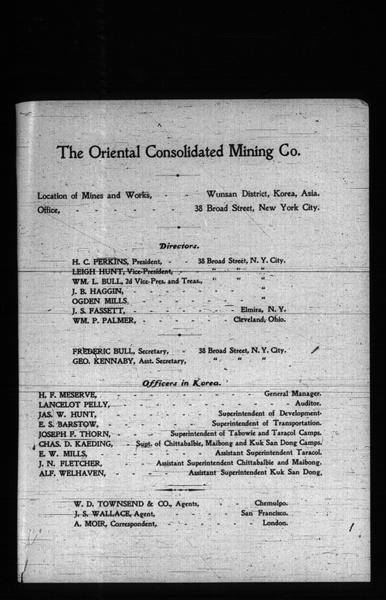 The Oriental Consolidated Mining Co.
Location of Mines and Works, - - Wunsan District, Korea, Asia.
Office, - - - - - - 38 Broad Street, New York City.
Directors.
H. C. PERKINS, President, - - 38 Broad Street, N. Y. City.
LEIGH HUNT, Vice-President, - - " " "
WM. L. BULL, 2d Vice-Pres. and Treas., " " "
J. B. HAGGIN, - - - - - "
OGDEN MILLS, - - - - - "
J. S. FASSETT, - - - - Elmira, N. Y.
WM. P. PALMER, - - - - Cleveland, Ohio.
FREDERIC BULL, Secretary, - 38 Broad Street, N. Y. City.
GEO. KENNABY, Asst. Secretary, - " " "
Officers in Korea.
H. F. MESERVE, - - - - - General Manager.
LANCELOT PELLY, - - - - - Auditor.
JAS. W. HUNT, - - - Superintendent of Development.
E. S. BARSTOW, - - - Superintendent of Transportation.
JOSEPH F. THORN, - - Superintendent of Tabowie and Taracol Camps.
CHAS. D. KAEDING, - Supt. of Chittabalbie, Maibong and Kuk San Dong Camps.
E. W. MILLS, - - - Assistant Superintendent Taracol.
J. N. FLETCHER, - Assistant Superintendent Chittabalbie and Maibong.
ALF. WELHAVEN, - - Assistant Superintendent Kuk San Dong,
W. D. TOWNSEND & CO., Agents, - - Chemulpo.
J. S. WALLACE, Agent, - - - San Francisco.
A. MOIR, Correspondent, - - - London.
1